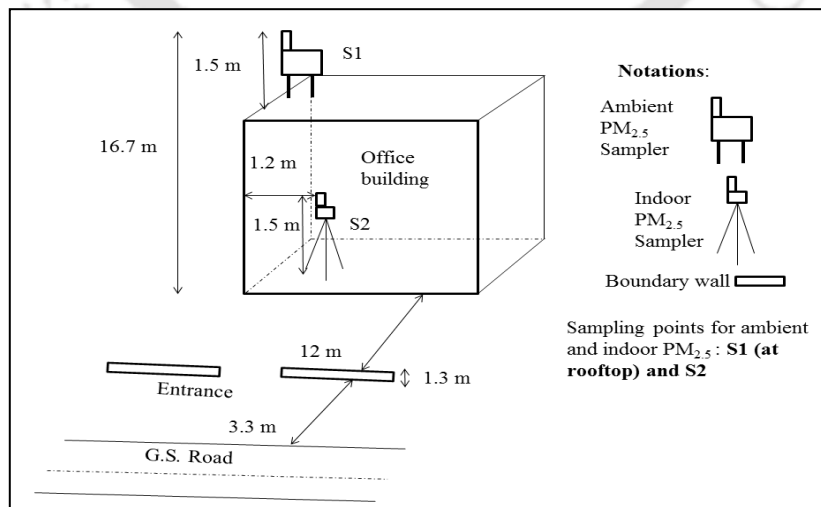 S1
1.5 m
16.7 m
1.2 m
Office
building
1.5 m
S2
12 m
1.3 m
Entrance
3.3 m
G.S. Road
Notations:
Ambient
PM2.5
Sampler
Indoor
PM2.5
Sampler
Boundary wall
Sampling points for ambient
and indoor PM2.5 : S1 (at
rooftop) and S2